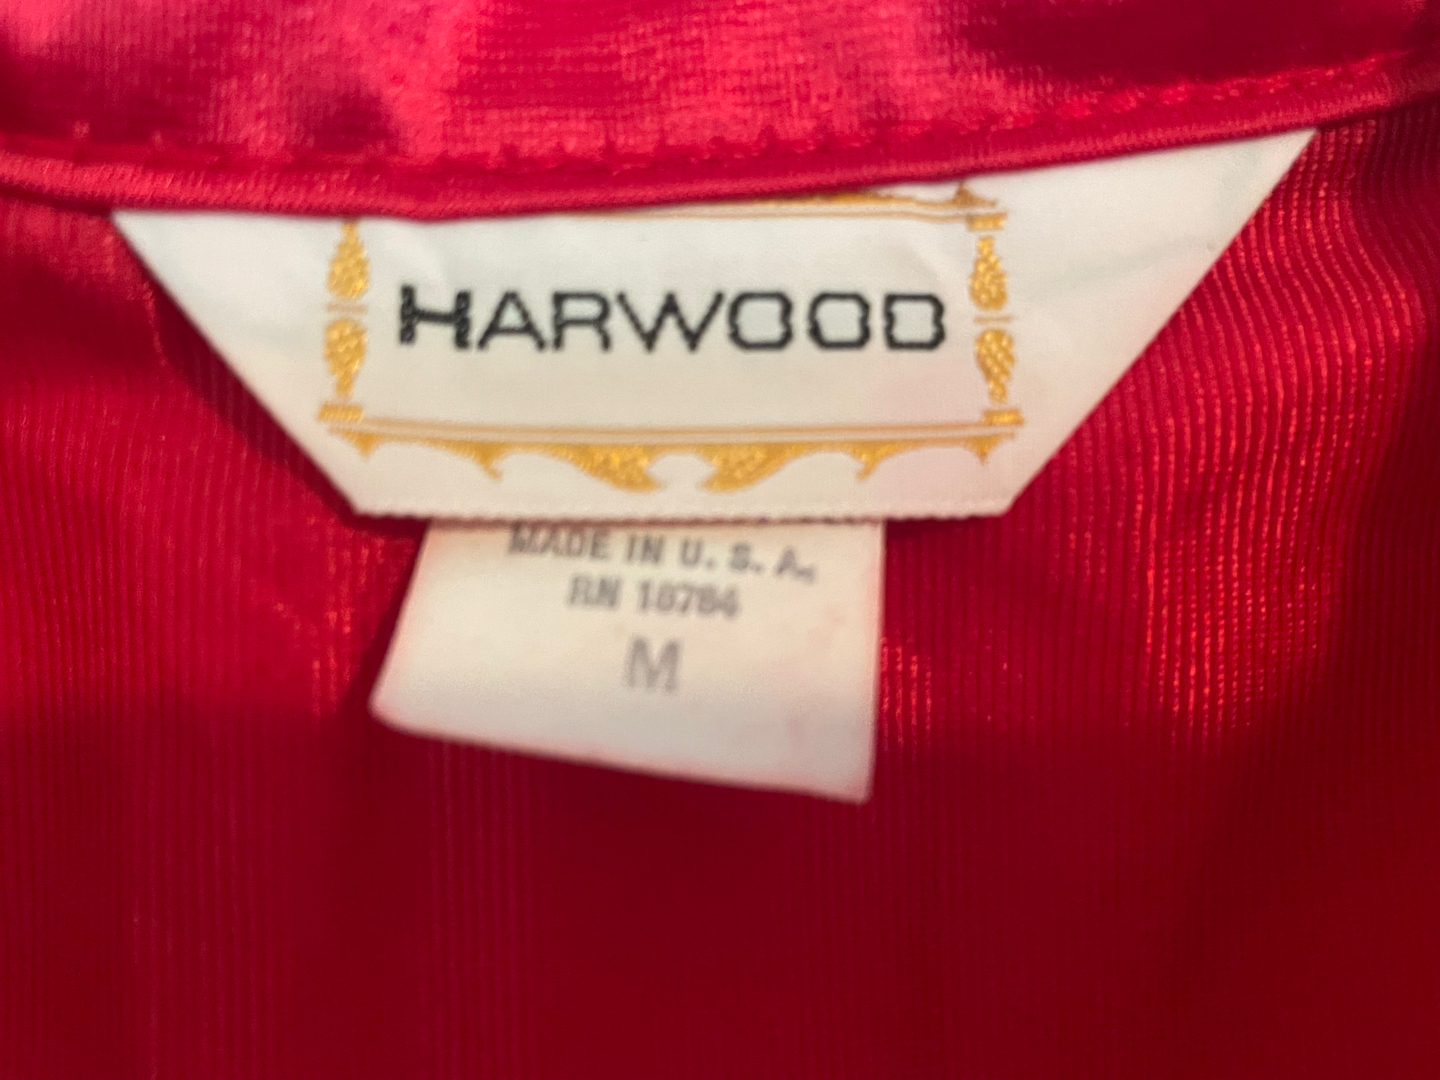 HARWOOD
MADE IN U. S. A.
RN 18784
M